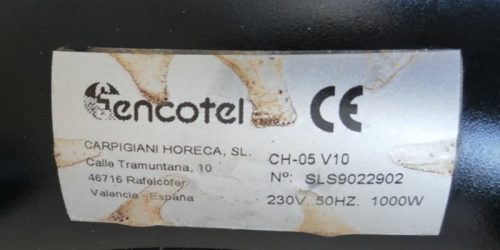 Sencotel CE
CARPIGIANI HORECA, SL.
Calle Tramuntana, 10
46716 Rafelcofer
Valencia - España
CH-05 V10
Nº: SLS9022902
230V. 50HZ. 1000W